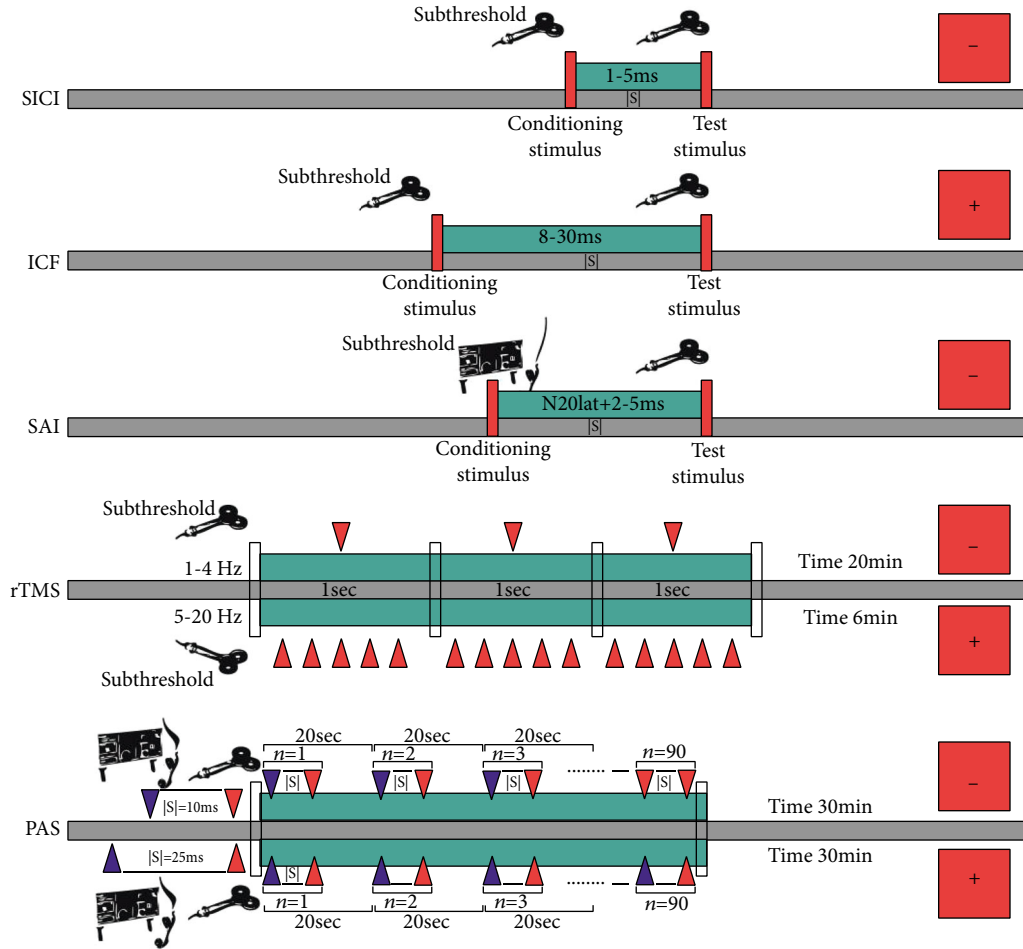 Subthreshold
–
1-5ms
SICI
|S|
Conditioning
stimulus
Test
stimulus
Subthreshold
+
8-30ms
ICF
|S|
Conditioning
stimulus
Test
stimulus
Subthreshold
–
N20lat+2-5ms
SAI
|S|
Conditioning
stimulus
Test
stimulus
Subthreshold
–
1-4 Hz
Time 20min
rTMS
1sec
1sec
1sec
5-20 Hz
Time 6min
+
Subthreshold
20sec
20sec
20sec
n=1
n=2
n=3
n=90
........ —
|S|
|S|
|S|
|S|
–
|S|=10ms
Time 30min
PAS
|S|=25ms
Time 30min
|S|
+
........ —
n=1
n=2
n=3
n=90
20sec
20sec
20sec